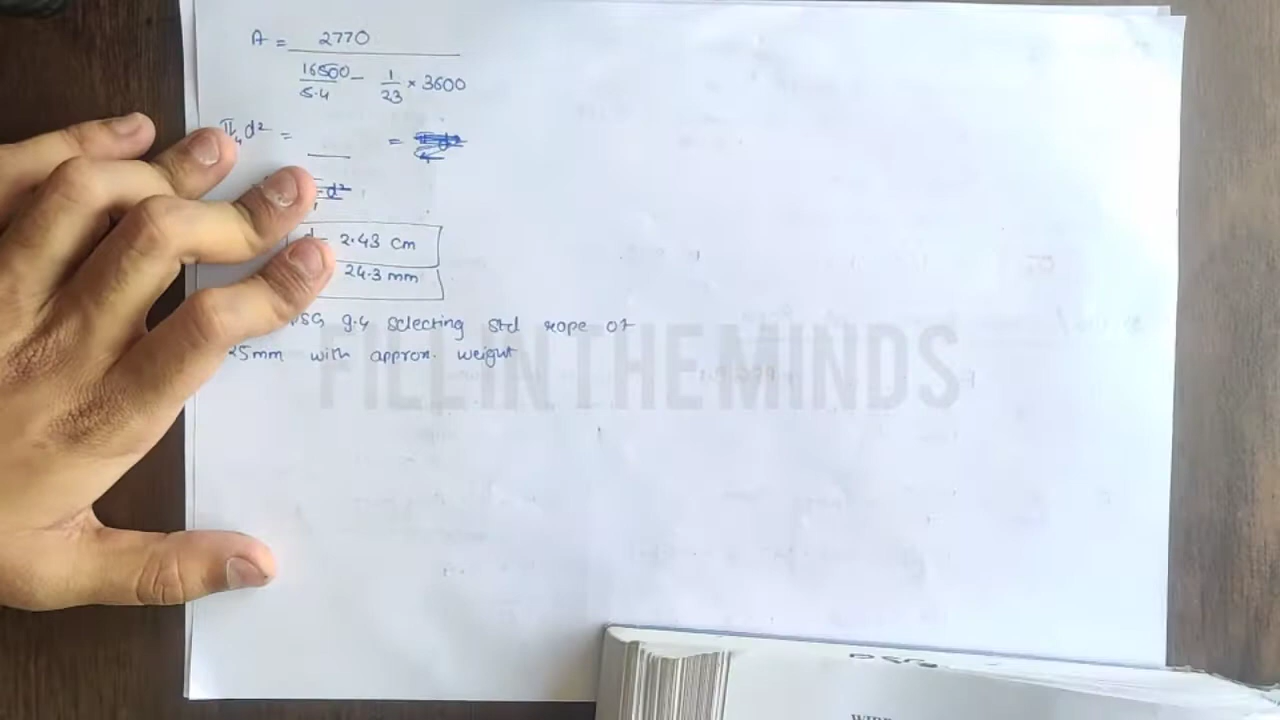 A = 2770
16500/5.4 - 1/23 × 3600
π/4 d² = =
d²
d - 2.43 cm
24.3 mm
PSG 9.4 selecting std rope of
25mm with approx. weight
FILL IN THE MINDS